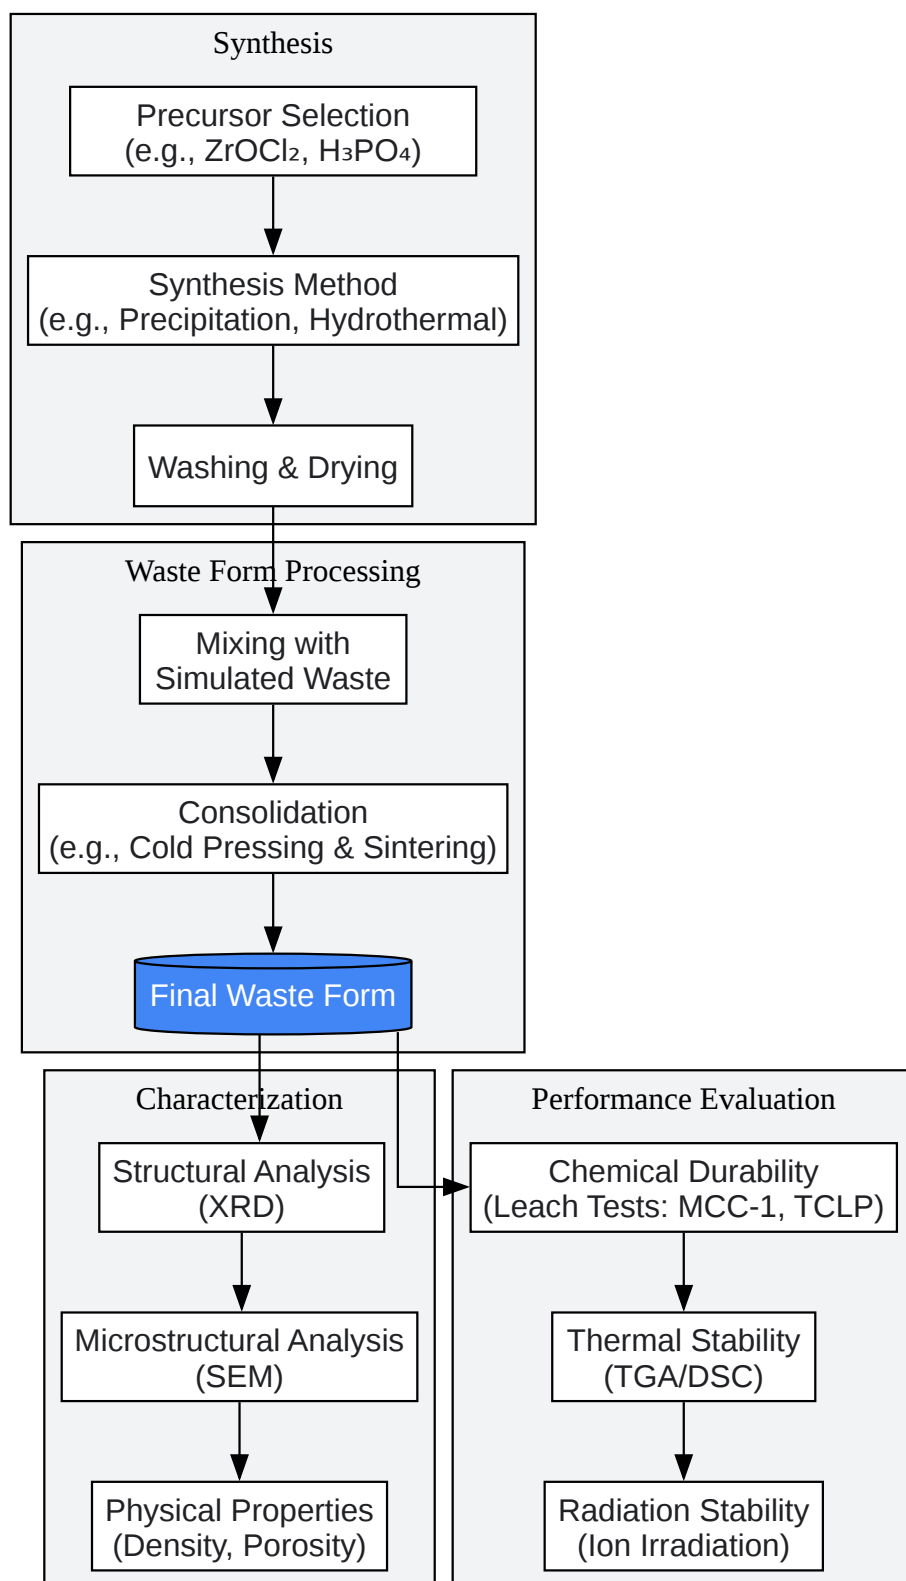 Synthesis
Precursor Selection
(e.g., ZrOCl₂, H₃PO₄)
Synthesis Method
(e.g., Precipitation, Hydrothermal)
Washing & Drying
Waste Form Processing
Mixing with
Simulated Waste
Consolidation
(e.g., Cold Pressing & Sintering)
Final Waste Form
Characterization
Structural Analysis
(XRD)
Microstructural Analysis
(SEM)
Physical Properties
(Density, Porosity)
Performance Evaluation
Chemical Durability
(Leach Tests: MCC-1, TCLP)
Thermal Stability
(TGA/DSC)
Radiation Stability
(Ion Irradiation)